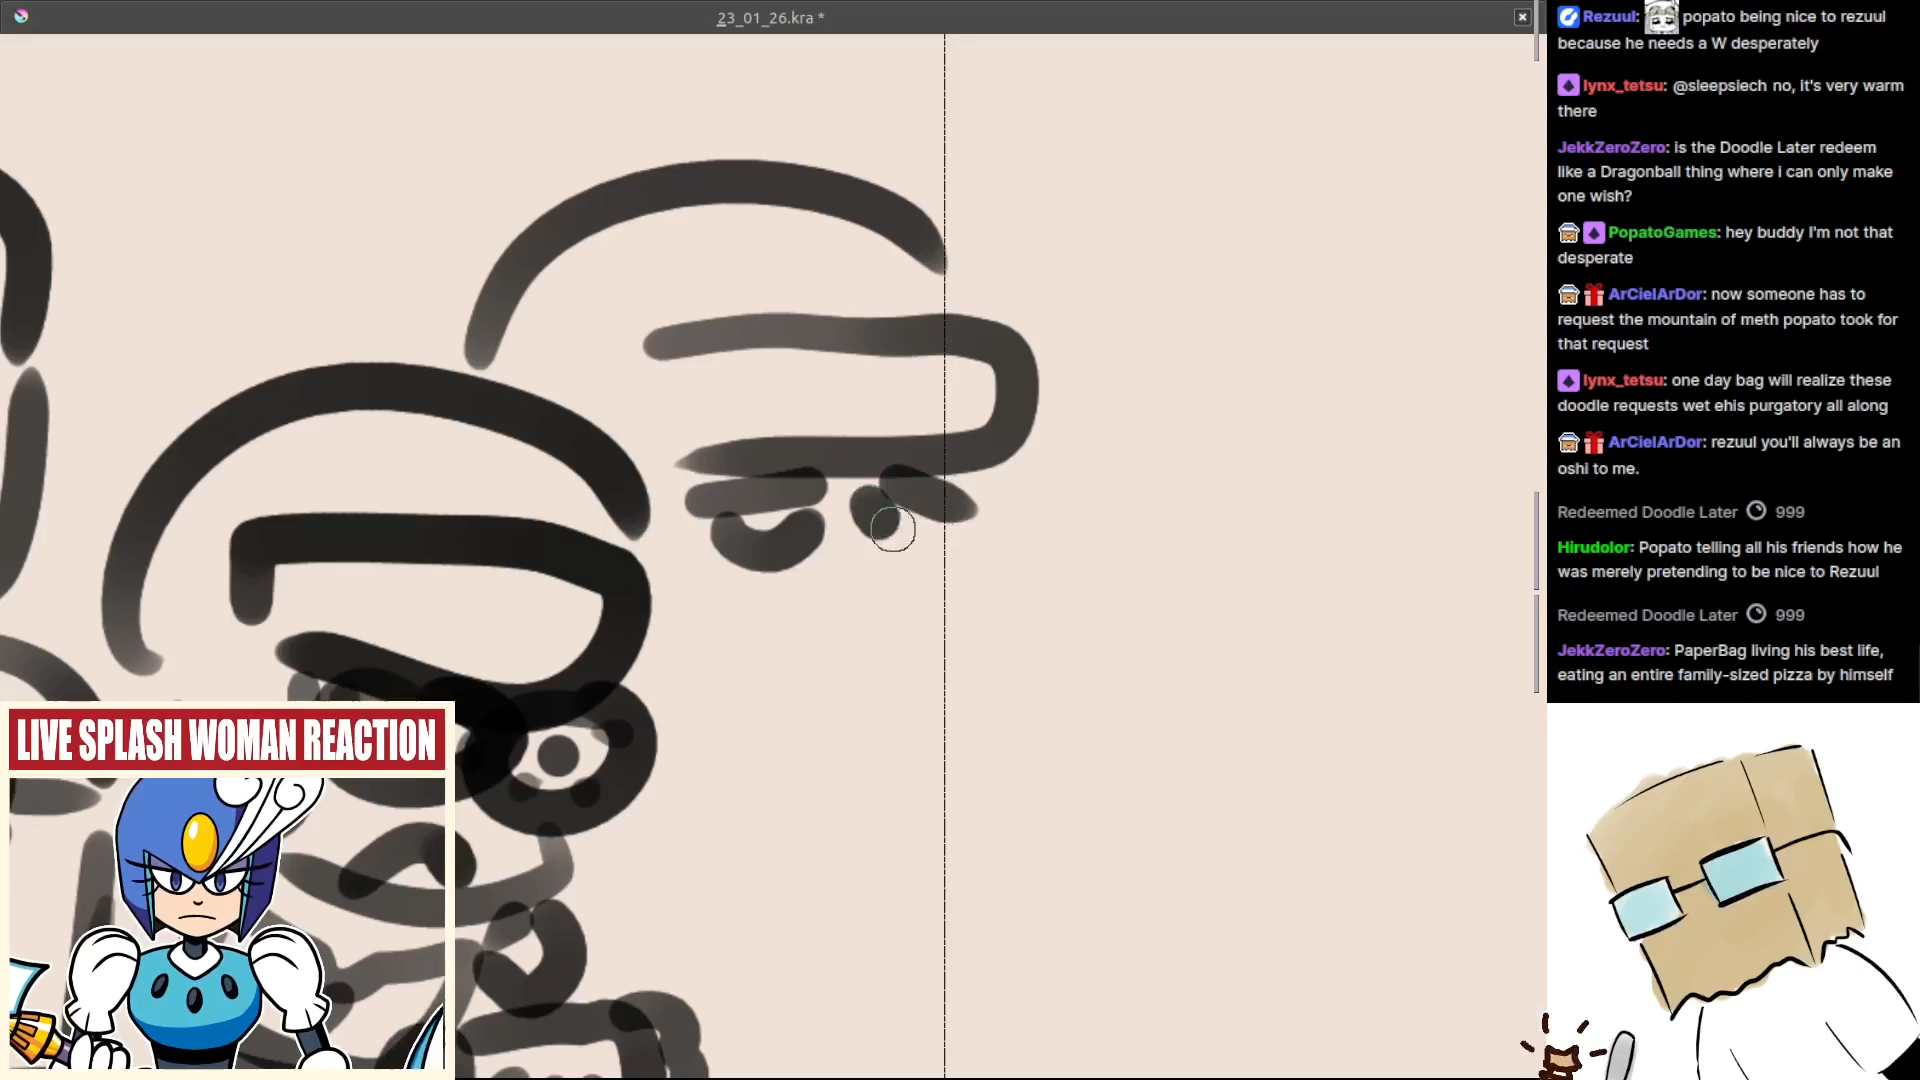 23_01_26.kra *
Rezuul: popato being nice to rezuul
because he needs a W desperately
lynx_tetsu: @sleepsiech no, it's very warm
there
JekkZeroZero: is the Doodle Later redeem
like a Dragonball thing where i can only make
one wish?
PopatoGames: hey buddy I'm not that
desperate
ArCielArDor: now someone has to
request the mountain of meth popato took for
that request
lynx_tetsu: one day bag will realize these
doodle requests wet ehis purgatory all along
ArCielArDor: rezuul you'll always be an
oshi to me.
Redeemed Doodle Later 999
Hirudolor: Popato telling all his friends how he
was merely pretending to be nice to Rezuul
Redeemed Doodle Later 999
JekkZeroZero: PaperBag living his best life,
eating an entire family-sized pizza by himself
LIVE SPLASH WOMAN REACTION